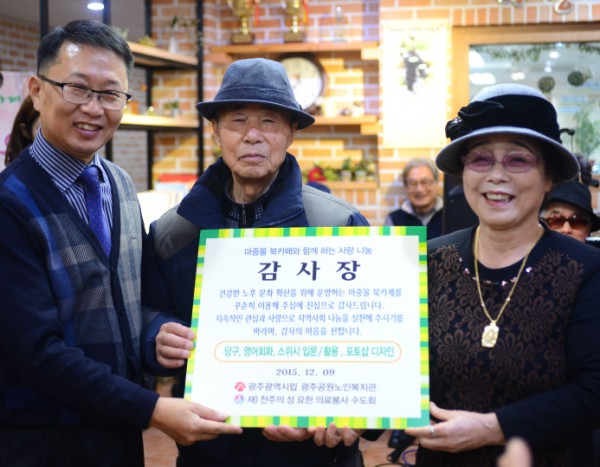 마중물 북카페와 함께 하는 사랑 나눔
감 사 장
건강한 노후 문화 확산을 위해 운영하는 마중물 북카페를
꾸준히 이용해 주심에 진심으로 감사드립니다.
지속적인 관심과 사랑으로 지역사회 나눔을 실천해 주시기를
바라며, 감사의 마음을 전합니다.
당구, 영어회화, 스위시 입문 / 활용 , 포토샵 디자인
2015. 12. 09
광주광역시립 광주공원노인복지관
재) 천주의 성 요한 의료봉사 수도회